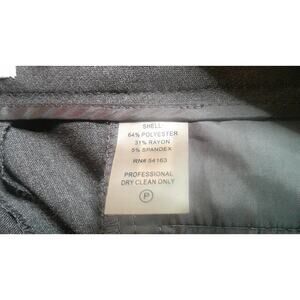 SHELL
64% POLYESTER
31% RAYON
5% SPANDEX
RN# 54163
PROFESSIONAL
DRY CLEAN ONLY
P